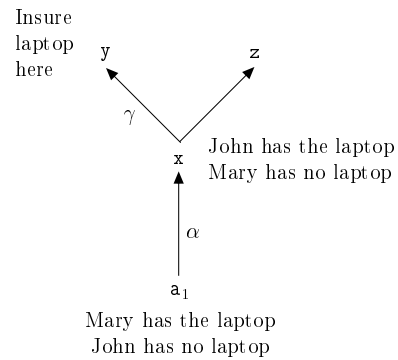 Insure
laptop
here
y
z
γ
x
John has the laptop
Mary has no laptop
α
a₁
Mary has the laptop
John has no laptop